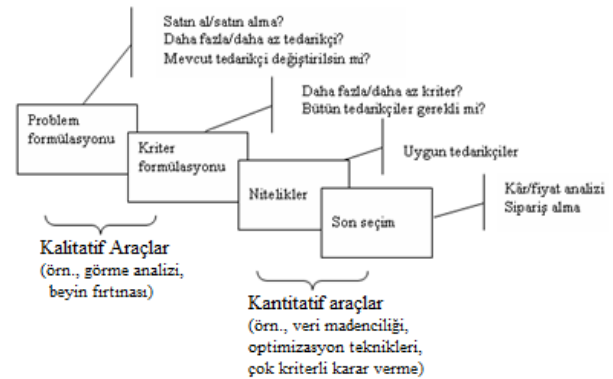 Satın al/satın alma?
Daha fazla/daha az tedarikçi?
Mevcut tedarikçi değiştirilsin mi?
Daha fazla/daha az kriter?
Bütün tedarikçiler gerekli mi?
Problem
formülasyonu
Kriter
formülasyonu
Uygun tedarikçiler
Nitelikler
Kâr/fiyat analizi
Sipariş alma
Son seçim
Kalitatif Araçlar
(örn., görme analizi,
beyin fırtınası)
Kantitatif araçlar
(örn., veri madenciliği,
optimizasyon teknikleri,
çok kriterli karar verme)